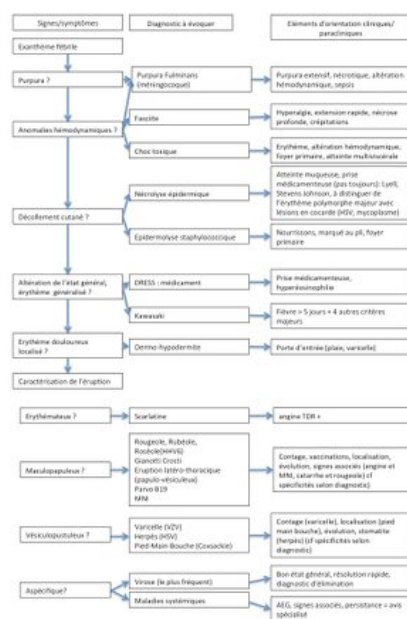 Signes/symptômes
Diagnostic à évoquer
Eléments d'orientation cliniques/
paracliniques
Exanthème fébrile
Purpura ?
Purpura Fulminans
(méningocoque)
Purpura extensif, nécrotique, altération
hémodynamique, sepsis
Fasciite
Hyperalgie, extension rapide, nécrose
profonde, crépitations
Anomalies hémodynamiques ?
Choc toxique
Erythème, altération hémodynamique,
foyer primaire, atteinte multiviscérale
Décollement cutané ?
Nécrolyse épidermique
Atteinte muqueuse, prise
médicamenteuse (pas toujours): Lyell,
Stevens Johnson, à distinguer de
l'érythème polymorphe majeur avec
lésions en cocarde (HSV, mycoplasme)
Epidermolyse staphylococcique
Nourrissons, marqué au pli, foyer
primaire
Altération de l'état général,
érythème généralisé ?
DRESS : médicament
Prise médicamenteuse,
hyperéosinophilie
Kawasaki
Fièvre > 5 jours + 4 autres critères
majeurs
Erythème douloureux
localisé ?
Dermo-hypodermite
Porte d'entrée (plaie, varicelle)
Caractérisation de l'éruption
Erythémateux ?
Scarlatine
angine TDR +
Maculopapuleux ?
Rougeole, Rubéole,
Roséole(HHV6)
Gianotti Crosti
Eruption latéro-thoracique
(papulo-vésiculeux)
Parvo B19
MNI
Contage, vaccinations, localisation,
évolution, signes associés (angine et
MNI, catarrhe et rougeole) (cf
spécificités selon diagnostic)
Vésiculopustuleux ?
Varicelle (VZV)
Herpès (HSV)
Pied-Main-Bouche (Coxsackie)
Contage (varicelle), localisation (pied
main bouche), évolution, stomatite
(herpès) (cf spécificités selon
diagnostic)
Aspécifique?
Virose (le plus fréquent)
Bon état général, résolution rapide,
diagnostic d'élimination
Maladies systémiques
AEG, signes associés, persistance = avis
spécialisé